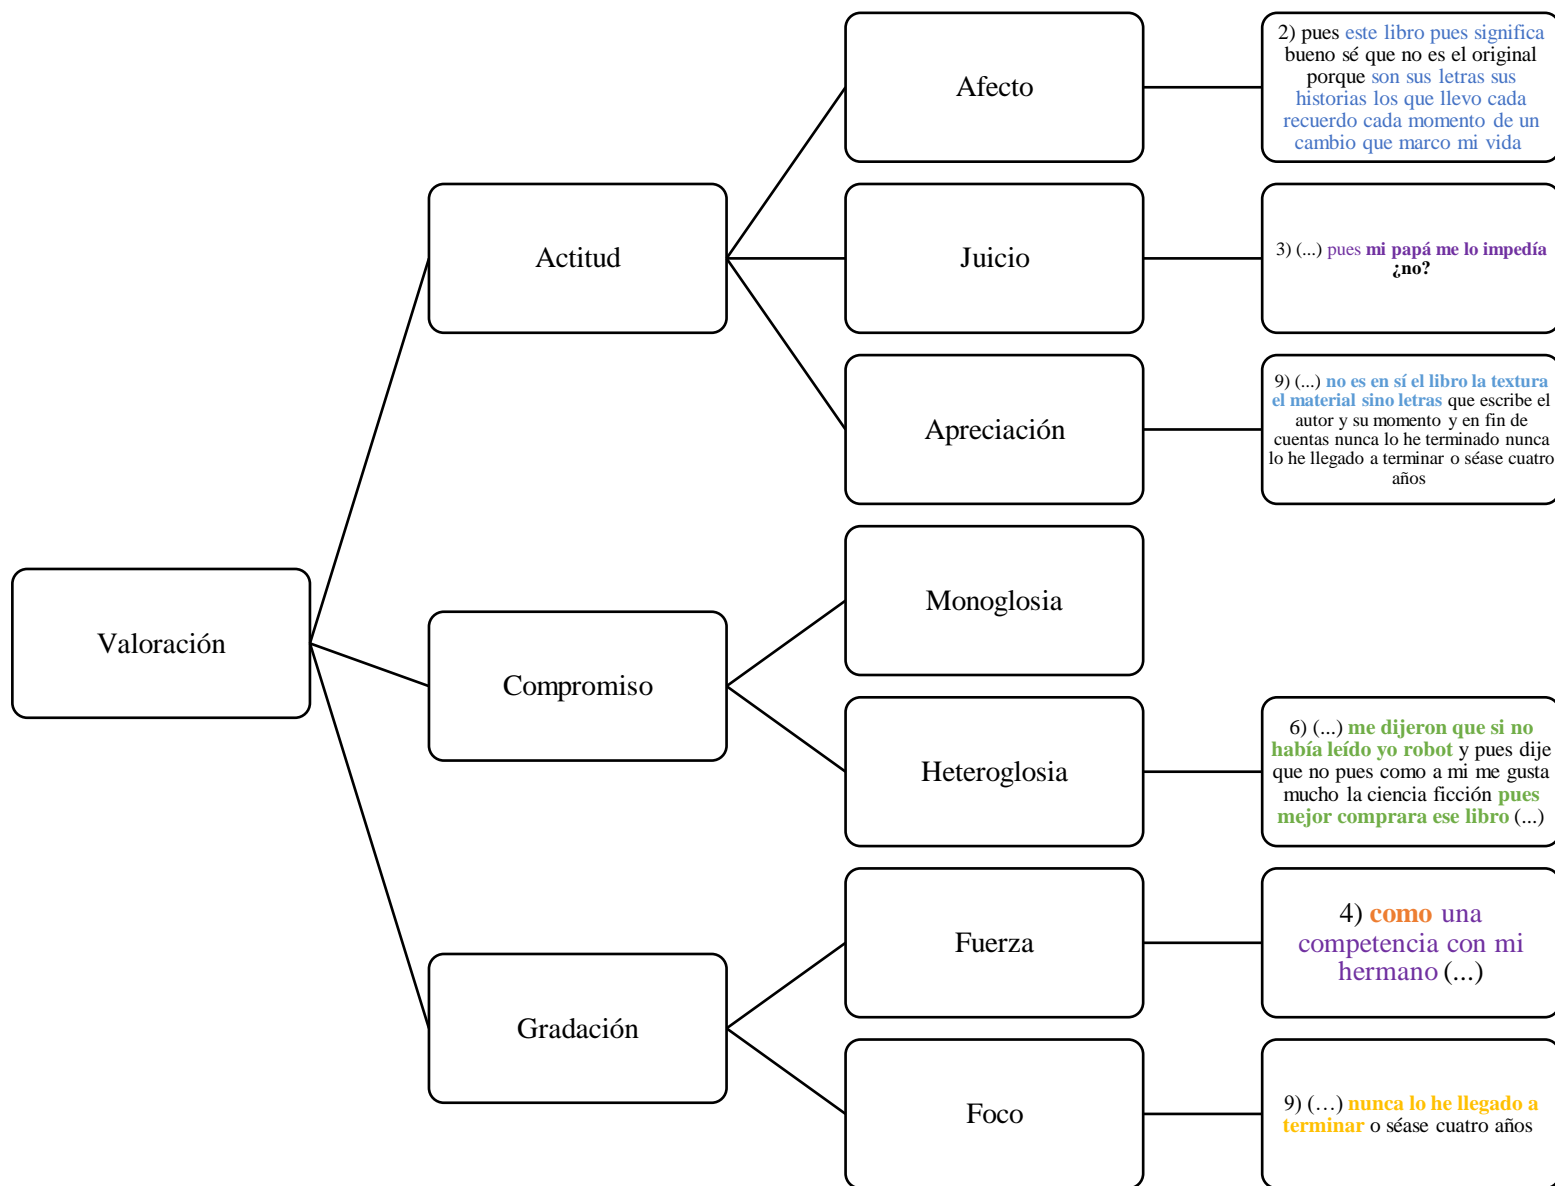 Valoración
Actitud
Afecto
2) pues este libro pues significa
bueno sé que no es el original
porque son sus letras sus
historias los que llevo cada
recuerdo cada momento de un
cambio que marco mi vida
Juicio
3) (...) pues mi papá me lo impedía
¿no?
Apreciación
9) (...) no es en sí el libro la textura
el material sino letras que escribe el
autor y su momento y en fin de
cuentas nunca lo he terminado nunca
lo he llegado a terminar o séase cuatro
años
Compromiso
Monoglosia
Heteroglosia
6) (...) me dijeron que si no
había leído yo robot y pues dije
que no pues como a mi me gusta
mucho la ciencia ficción pues
mejor comprara ese libro (...)
Gradación
Fuerza
4) como una
competencia con mi
hermano (...)
Foco
9) (…) nunca lo he llegado a
terminar o séase cuatro años